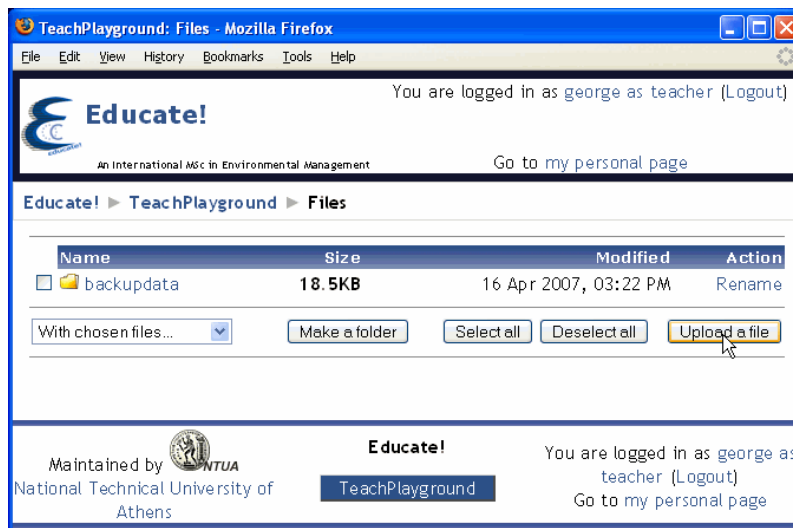 TeachPlayground: Files - Mozilla Firefox
File Edit View History Bookmarks Tools Help
You are logged in as george as teacher (Logout)
Educate!
An International MSc in Environmental Management
Go to my personal page
Educate! ► TeachPlayground ► Files
Name Size Modified Action
backupdata 18.5KB 16 Apr 2007, 03:22 PM Rename
With chosen files... Make a folder Select all Deselect all Upload a file
Educate!
You are logged in as george as
Maintained by NTUA
teacher (Logout)
National Technical University of
TeachPlayground
Go to my personal page
Athens